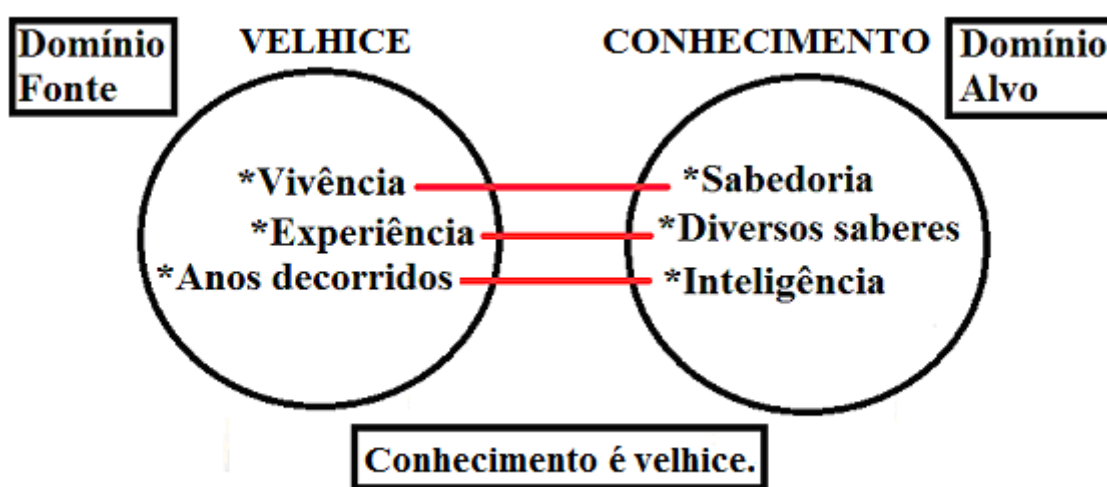 Domínio
Fonte
VELHICE
CONHECIMENTO
Domínio
Alvo
*Vivência
*Sabedoria
*Experiência
*Diversos saberes
*Anos decorridos
*Inteligência
Conhecimento é velhice.